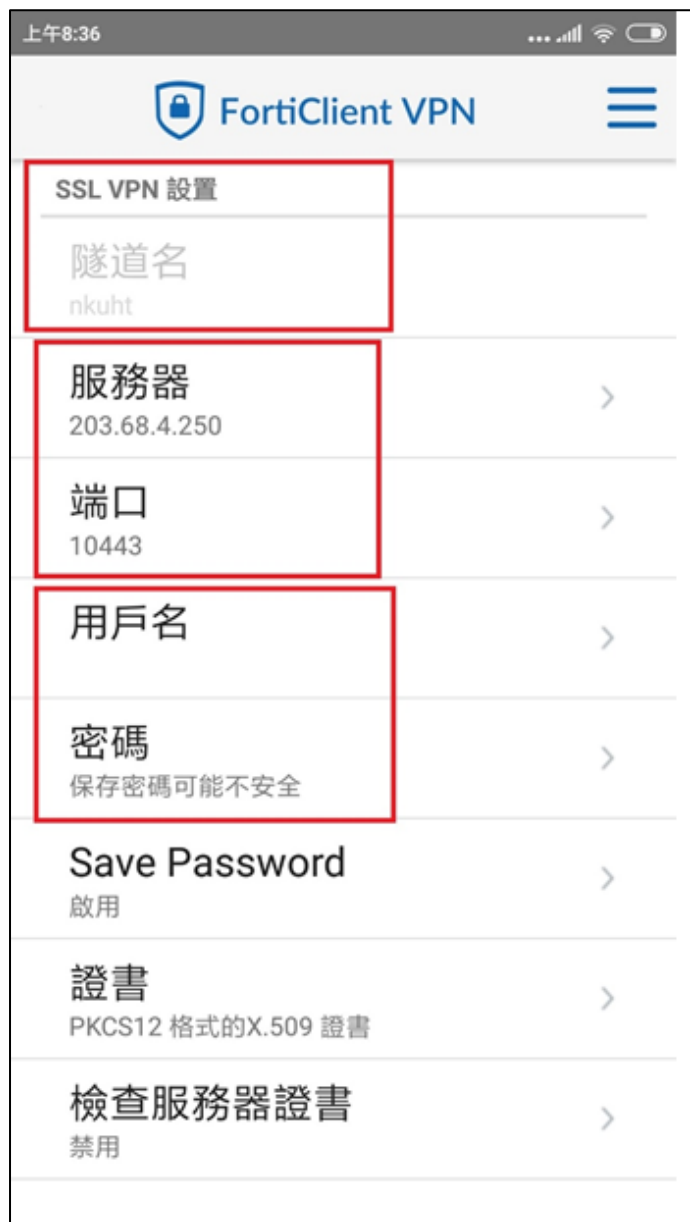 上午8:36
FortiClient VPN
SSL VPN 設置
隧道名
nkuht
服務器
203.68.4.250
端口
10443
用戶名
密碼
保存密碼可能不安全
Save Password
啟用
證書
PKCS12 格式的X.509 證書
檢查服務器證書
禁用